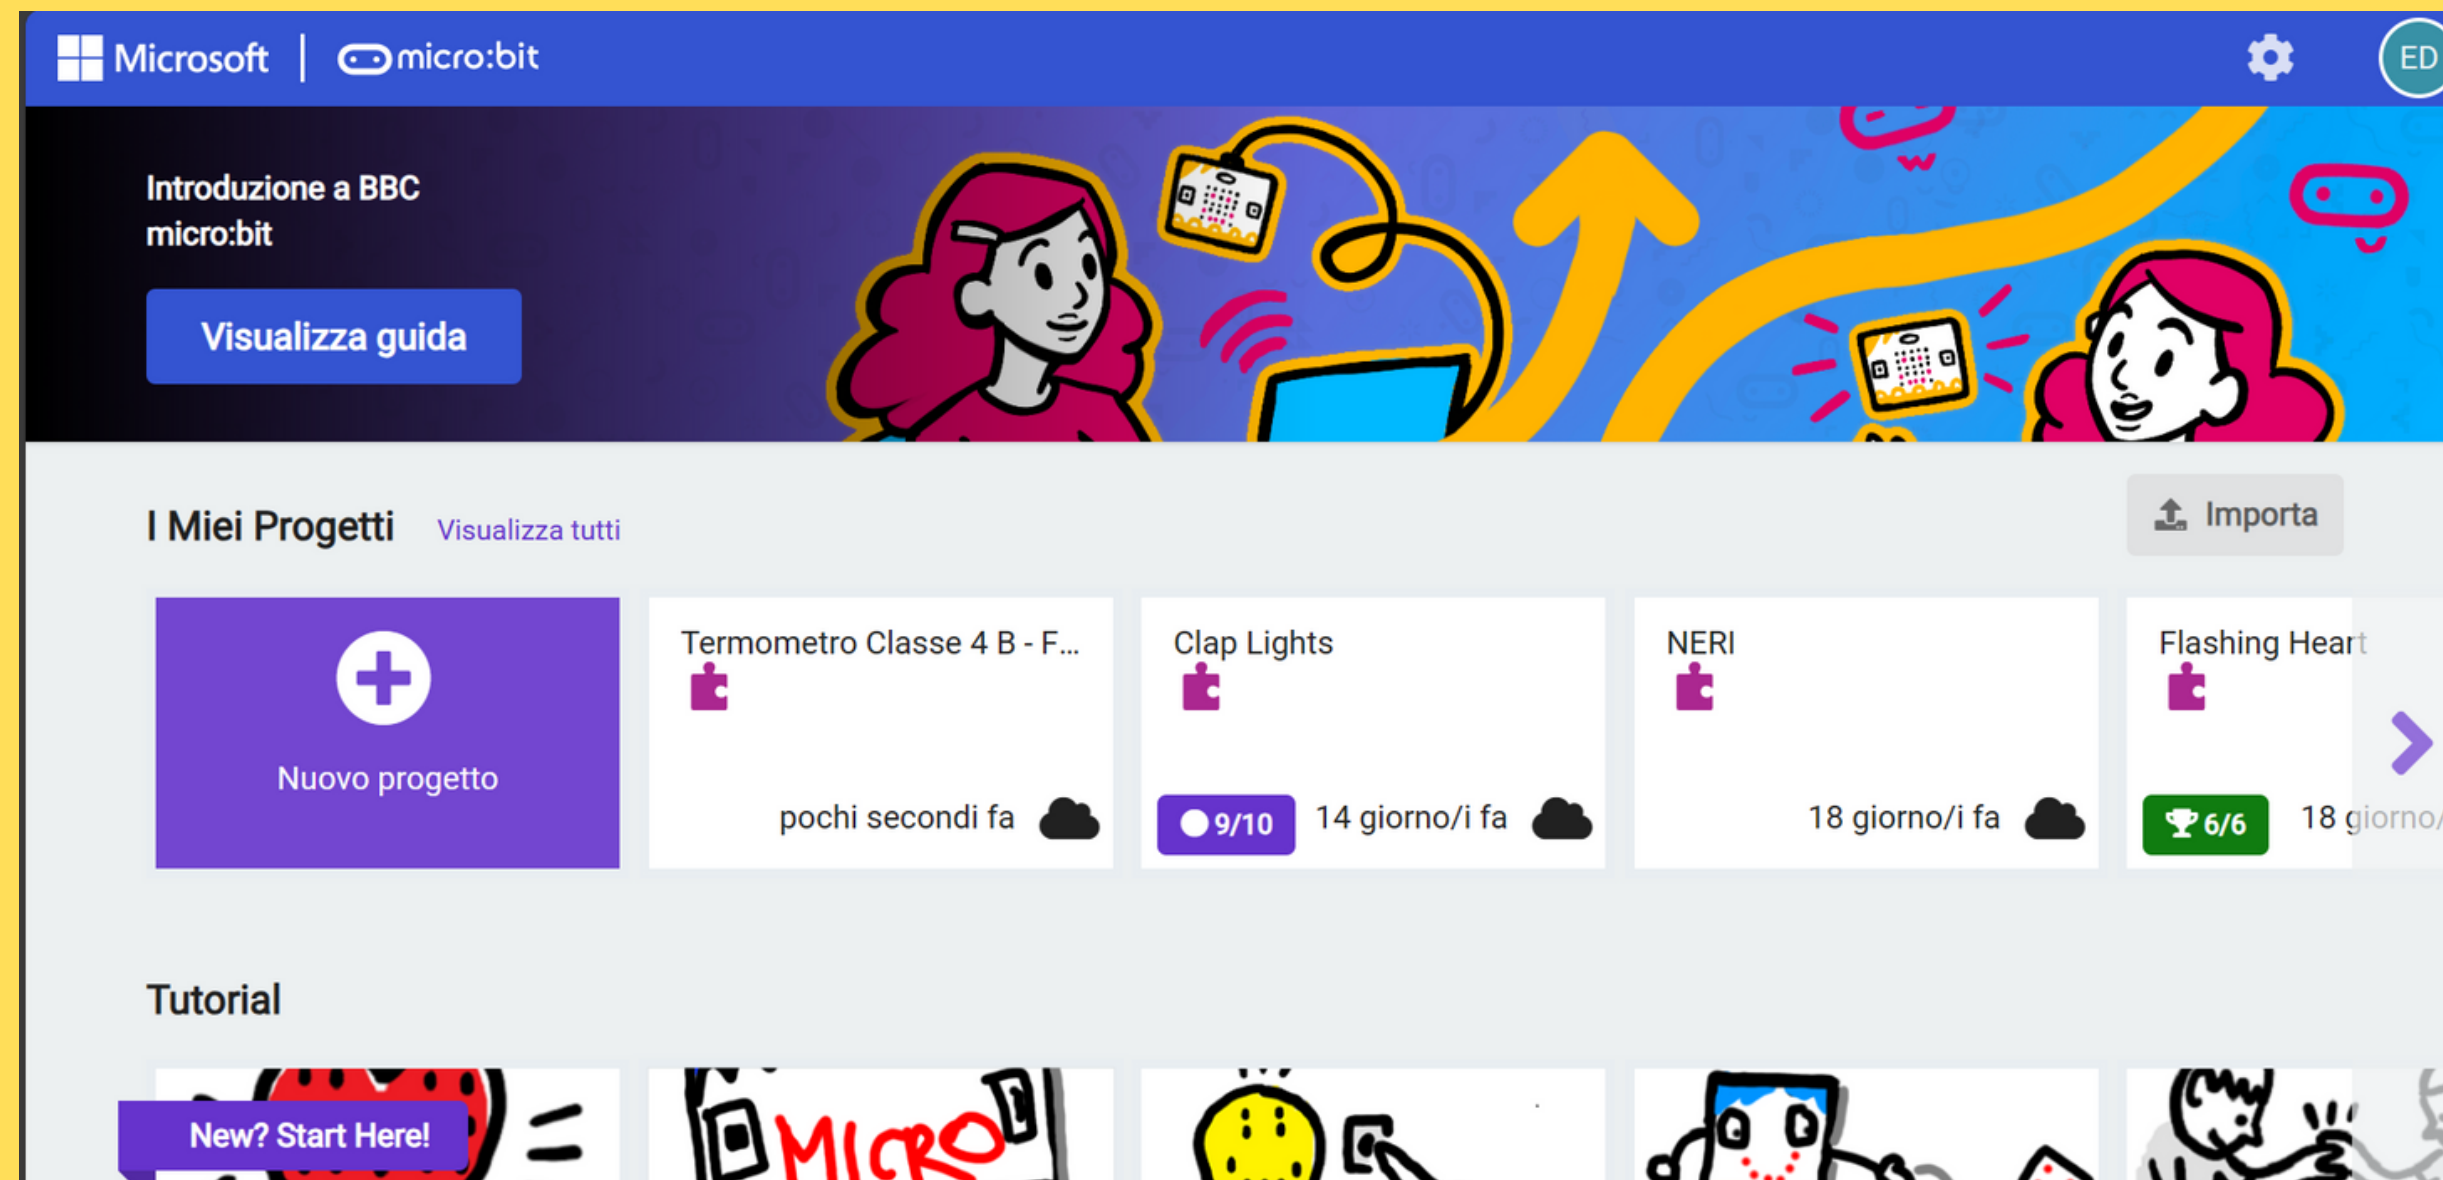 Microsoft | micro:bit
ED
Introduzione a BBC
micro:bit
Visualizza guida
I Miei Progetti Visualizza tutti
Importa
Nuovo progetto
Termometro Classe 4 B - F...
pochi secondi fa
Clap Lights
9/10 14 giorno/i fa
NERI
18 giorno/i fa
Flashing Heart
6/6 18 giorno/
Tutorial
New? Start Here!
MICRO